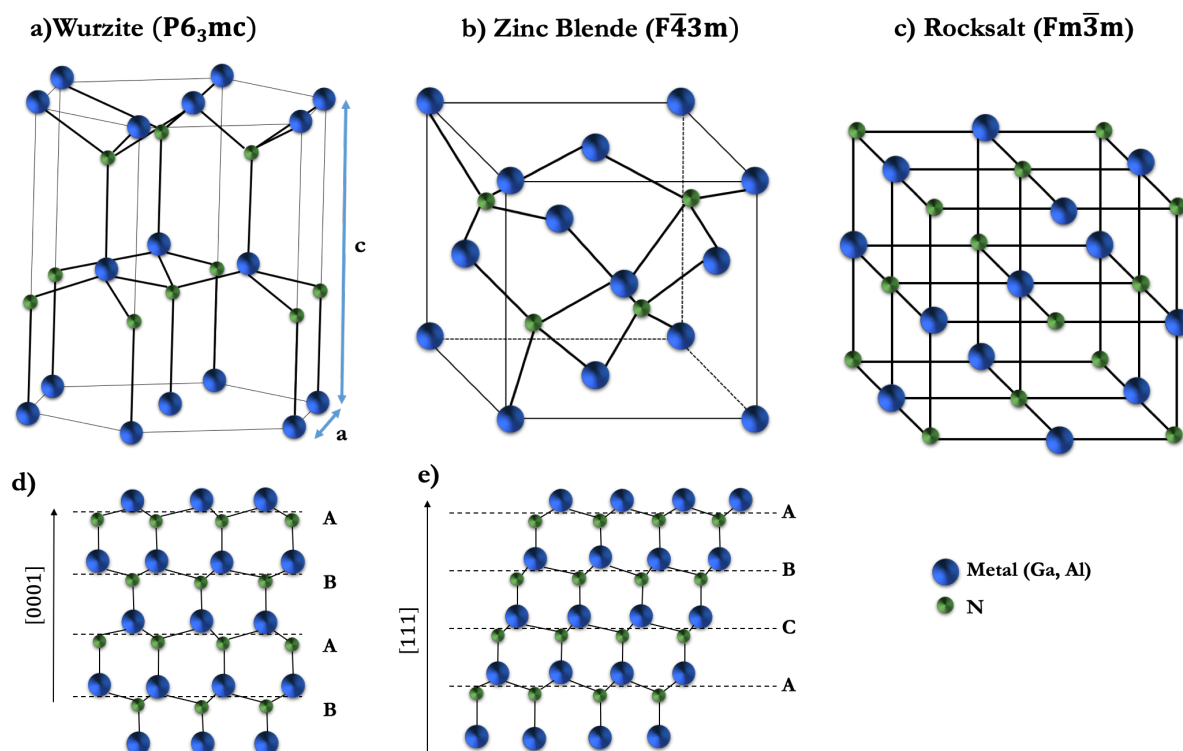 a)Wurzite (P6₃mc)
b) Zinc Blende (F4̅3m)
c) Rocksalt (Fm3̅m)
c
a
d)
[0001]
A
B
A
B
e)
[111]
A
B
C
A
Metal (Ga, Al)
N